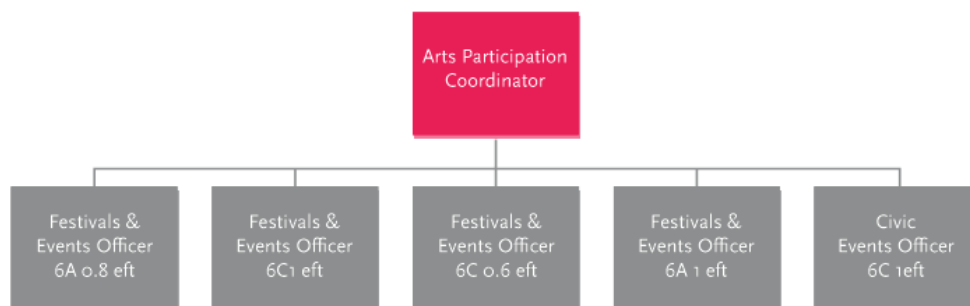 Arts Participation
Coordinator
Festivals &
Events Officer
6A 0.8 eft
Festivals &
Events Officer
6C1 eft
Festivals &
Events Officer
6C 0.6 eft
Festivals &
Events Officer
6A 1 eft
Civic
Events Officer
6C 1eft